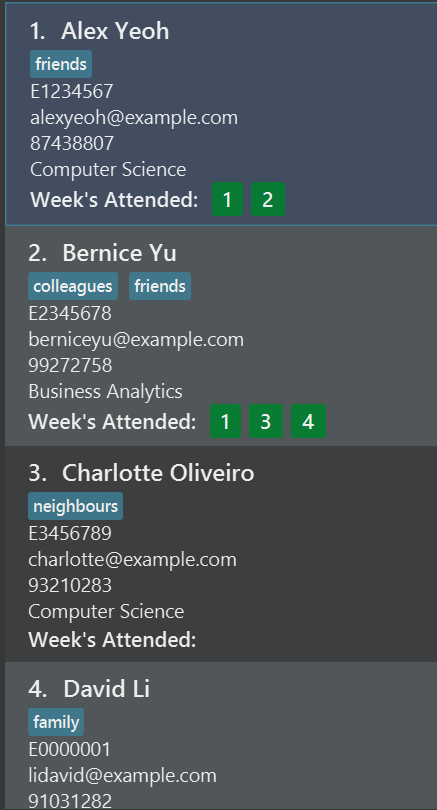 1. Alex Yeoh
friends
E1234567
alexyeoh@example.com
87438807
Computer Science
Week's Attended: 1 2
2. Bernice Yu
colleagues friends
E2345678
berniceyu@example.com
99272758
Business Analytics
Week's Attended: 1 3 4
3. Charlotte Oliveiro
neighbours
E3456789
charlotte@example.com
93210283
Computer Science
Week's Attended:
4. David Li
family
E0000001
lidavid@example.com
91031282